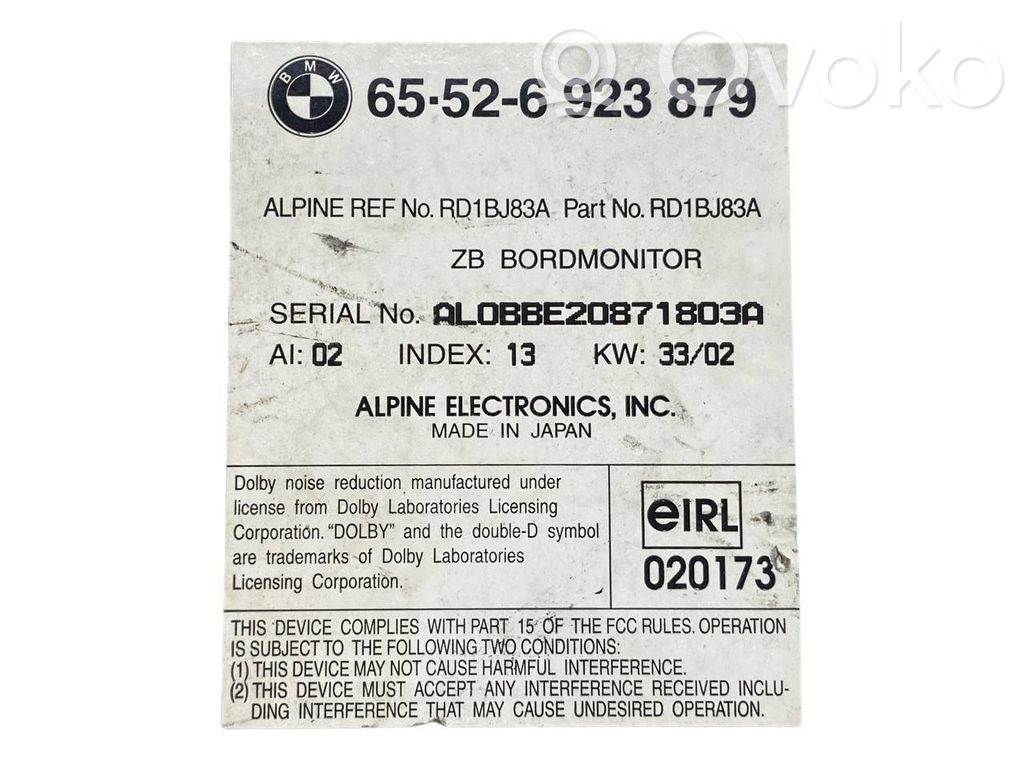 Ovoko
BMW 65·52-6 923 879
ALPINE REF No. RD1BJ83A Part No. RD1BJ83A
ZB BORDMONITOR
SERIAL No. AL0BBE20871803A
AI: 02 INDEX: 13 KW: 33/02
ALPINE ELECTRONICS, INC.
MADE IN JAPAN
Dolby noise reduction manufactured under
license from Dolby Laboratories Licensing
Corporation. “DOLBY” and the double-D symbol
are trademarks of Dolby Laboratories
Licensing Corporation.
eIRL
020173
THIS DEVICE COMPLIES WITH PART 15 OF THE FCC RULES. OPERATION
IS SUBJECT TO THE FOLLOWING TWO CONDITIONS:
(1) THIS DEVICE MAY NOT CAUSE HARMFUL INTERFERENCE.
(2) THIS DEVICE MUST ACCEPT ANY INTERFERENCE RECEIVED INCLU-
DING INTERFERENCE THAT MAY CAUSE UNDESIRED OPERATION.